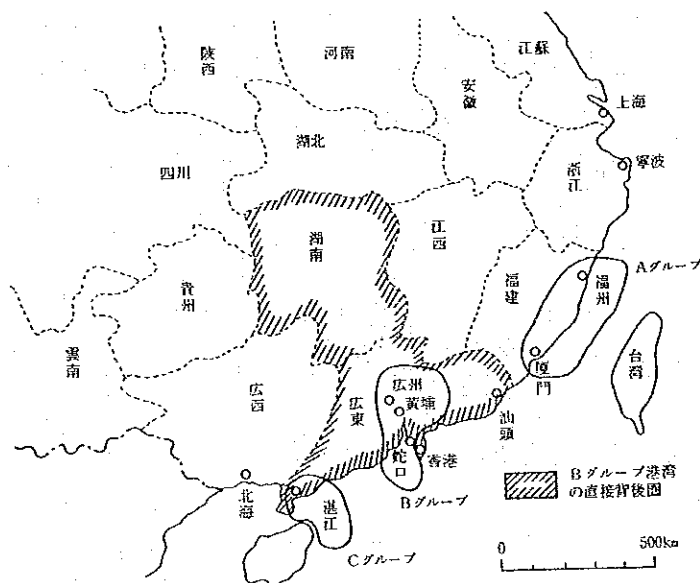 江蘇
陝西
河南
安徽
上海
湖北
四川
寧波
浙江
江西
湖南
Aグループ
福州
貴州
福建
雲南
台湾
厦門
広州
広西
広東
黄埔
汕頭
香港
蛇口
Bグループ港湾
の直接背後圏
Bグループ
北海
湛江
Cグループ
0 500km